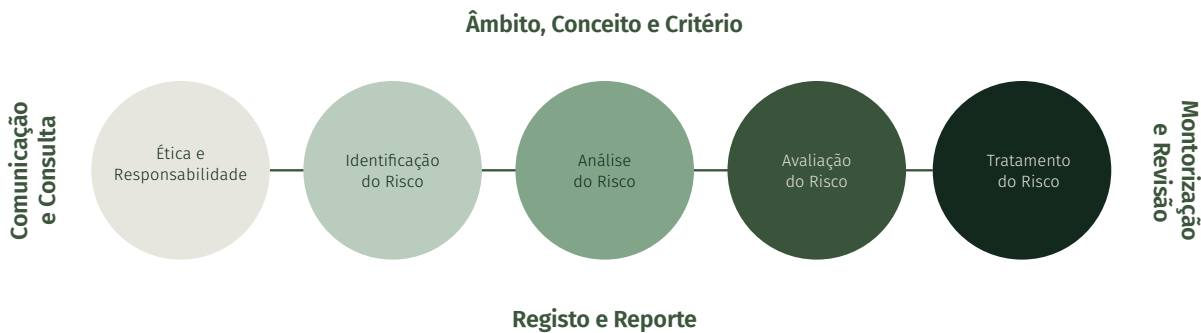 Âmbito, Conceito e Critério
Comunicação
e Consulta
Ética e
Responsabilidade
Identificação
do Risco
Análise
do Risco
Avaliação
do Risco
Tratamento
do Risco
Montorização
e Revisão
Registo e Reporte